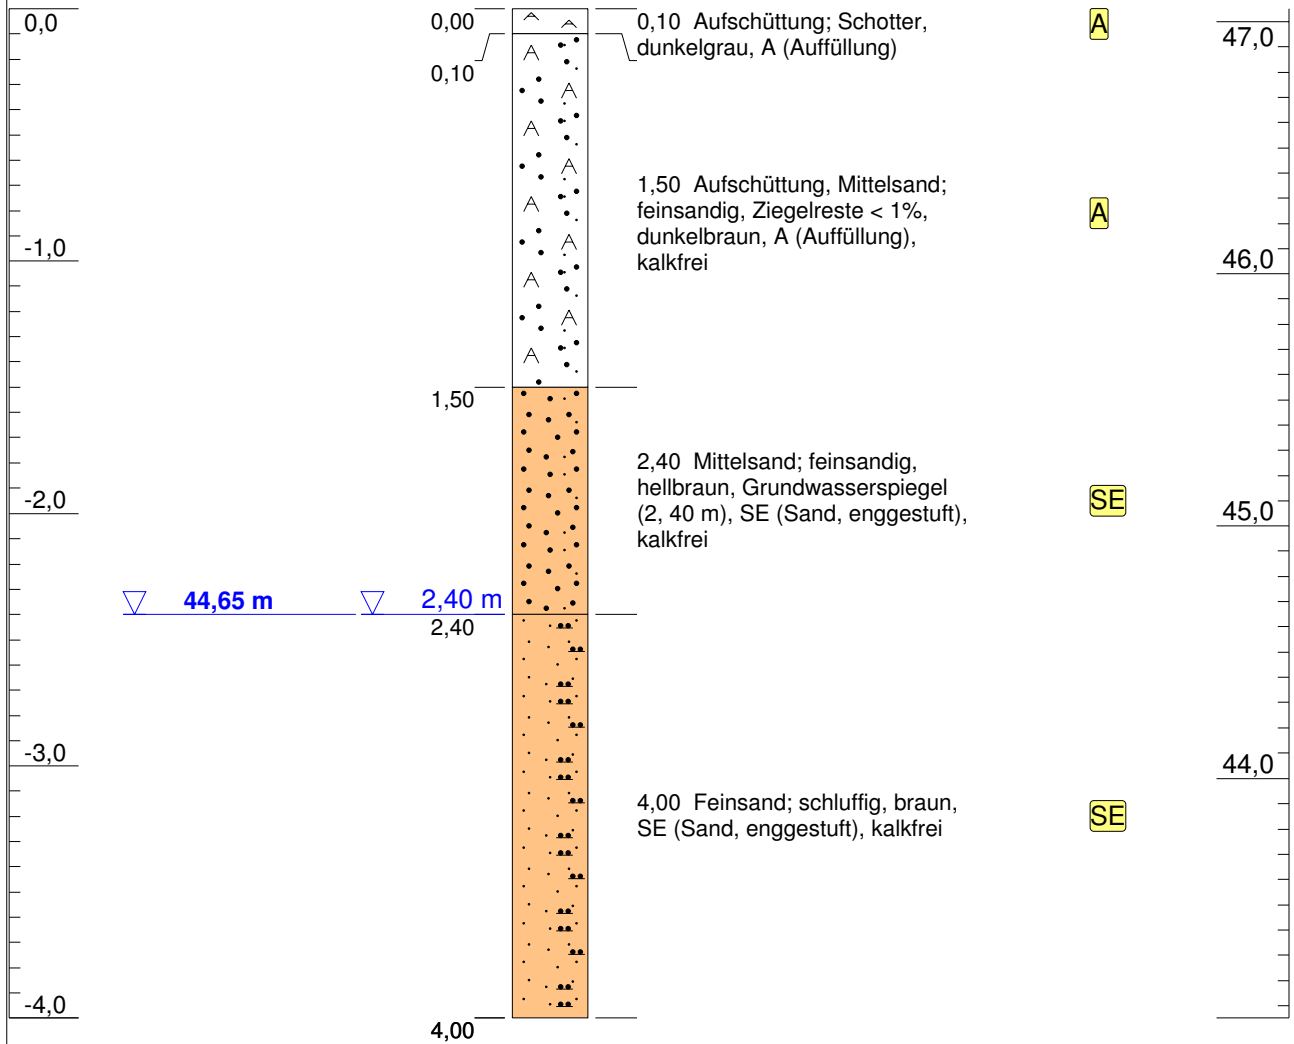 0,0
0,00
0,10 Aufschüttung; Schotter,
dunkelgrau, A (Auffüllung)
A
47,0
0,10
1,50 Aufschüttung, Mittelsand;
feinsandig, Ziegelreste < 1%,
dunkelbraun, A (Auffüllung),
kalkfrei
A
-1,0
46,0
1,50
2,40 Mittelsand; feinsandig,
hellbraun, Grundwasserspiegel
(2, 40 m), SE (Sand, enggestuft),
kalkfrei
SE
-2,0
45,0
44,65 m
2,40 m
2,40
-3,0
44,0
4,00 Feinsand; schluffig, braun,
SE (Sand, enggestuft), kalkfrei
SE
-4,0
4,00